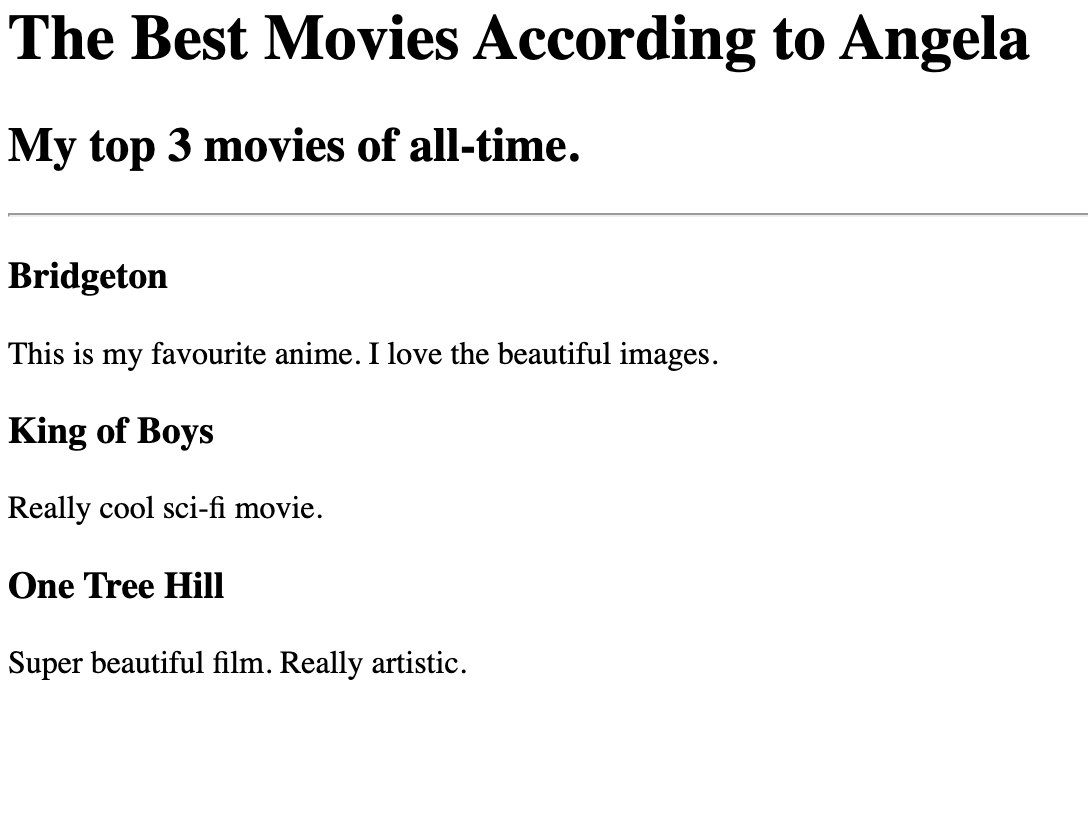 The Best Movies According to Angela
My top 3 movies of all-time.
Bridgeton
This is my favourite anime. I love the beautiful images.
King of Boys
Really cool sci-fi movie.
One Tree Hill
Super beautiful film. Really artistic.